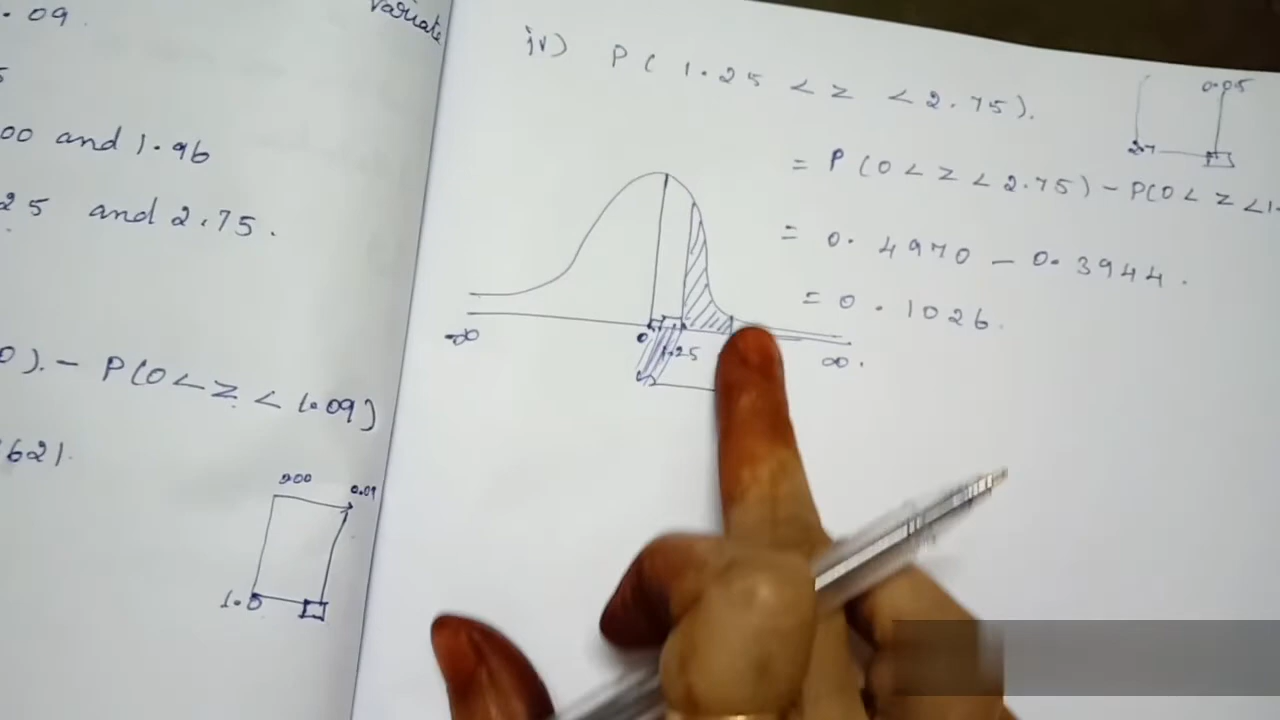 . 09
Variate
5
00 and 1.96
25 and 2.75.
0). - P(0 < z < 1.09)
1621.
0.09
1.0
iv) P( 1.25 < z < 2.75).
0.05
2.7
= P(0 < z < 2.75) - P(0 < z < 1.
= 0. 4970 - 0. 3944.
= 0. 1026.
-∞ 0 1.25 ∞.